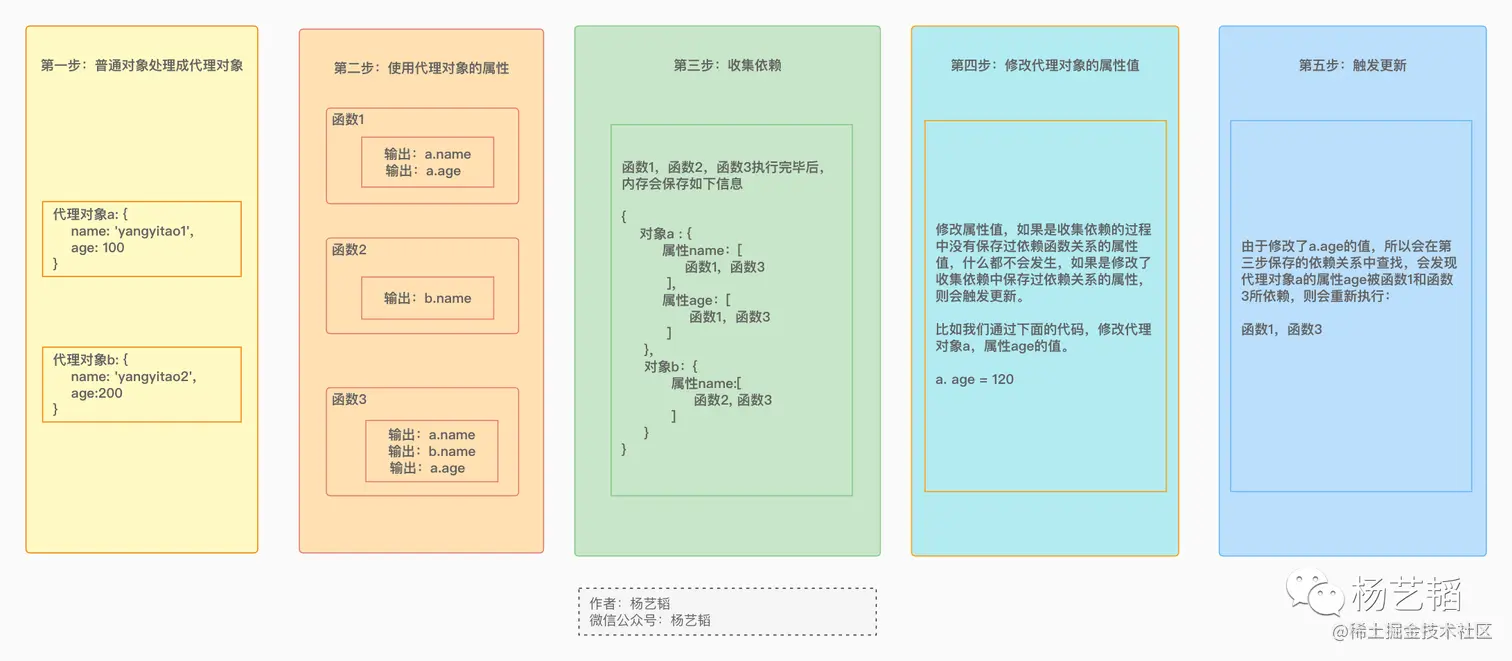 第一步：普通对象处理成代理对象
代理对象a: {
name: 'yangyitao1',
age: 100
}
代理对象b: {
name: 'yangyitao2',
age:200
}
第二步：使用代理对象的属性
函数1
输出：a.name
输出：a.age
函数2
输出：b.name
函数3
输出：a.name
输出：b.name
输出：a.age
第三步：收集依赖
函数1，函数2，函数3执行完毕后，
内存会保存如下信息
{
对象a : {
属性name：[
函数1，函数3
],
属性age：[
函数1，函数3
]
},
对象b：{
属性name:[
函数2, 函数3
]
}
}
第四步：修改代理对象的属性值
修改属性值，如果是收集依赖的过程
中没有保存过依赖函数关系的属性
值，什么都不会发生，如果是修改了
收集依赖中保存过依赖关系的属性，
则会触发更新。
比如我们通过下面的代码，修改代理
对象a，属性age的值。
a. age = 120
第五步：触发更新
由于修改了a.age的值，所以会在第
三步保存的依赖关系中查找，会发现
代理对象a的属性age被函数1和函数
3所依赖，则会重新执行：
函数1，函数3
作者：杨艺韬
微信公众号：杨艺韬
杨艺韬
@稀土掘金技术社区